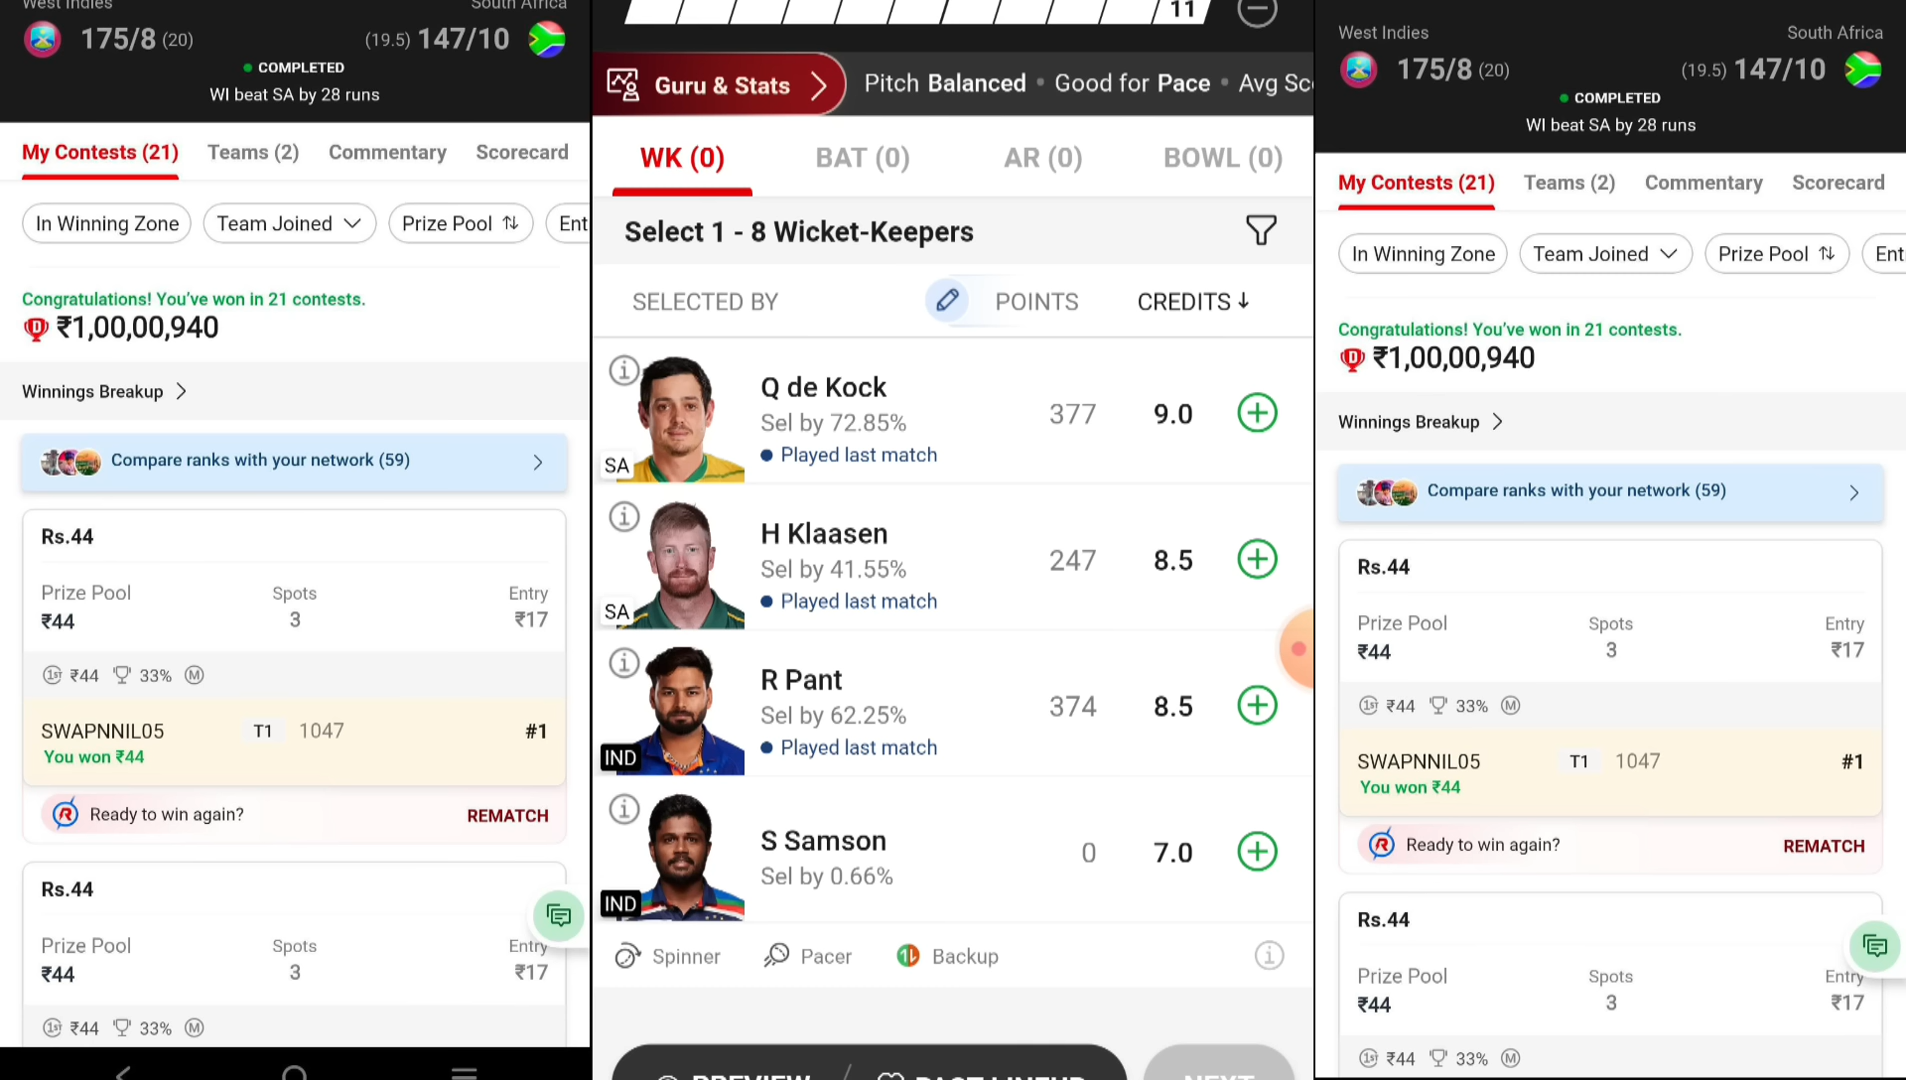 West Indies
South Africa
175/8 (20)
(19.5) 147/10
COMPLETED
WI beat SA by 28 runs
My Contests (21)
Teams (2)
Commentary
Scorecard
In Winning Zone
Team Joined
Prize Pool
Ent
Congratulations! You've won in 21 contests.
₹1,00,00,940
Winnings Breakup
Compare ranks with your network (59)
Rs.44
Prize Pool
Spots
Entry
₹44
3
₹17
1st ₹44 33% M
SWAPNNIL05
T1
1047
#1
You won ₹44
R Ready to win again?
REMATCH
Rs.44
Prize Pool
Spots
Entry
₹44
3
₹17
1st ₹44 33% M
11
Guru & Stats
Pitch Balanced • Good for Pace • Avg Sc
WK (0)
BAT (0)
AR (0)
BOWL (0)
Select 1 - 8 Wicket-Keepers
SELECTED BY
POINTS
CREDITS ↓
Q de Kock
Sel by 72.85%
Played last match
377
9.0
SA
H Klaasen
Sel by 41.55%
Played last match
247
8.5
SA
R Pant
Sel by 62.25%
Played last match
374
8.5
IND
S Samson
Sel by 0.66%
0
7.0
IND
Spinner
Pacer
Backup
PREVIEW / PAST LINEUP
NEXT
West Indies
South Africa
175/8 (20)
(19.5) 147/10
COMPLETED
WI beat SA by 28 runs
My Contests (21)
Teams (2)
Commentary
Scorecard
In Winning Zone
Team Joined
Prize Pool
Ent
Congratulations! You've won in 21 contests.
₹1,00,00,940
Winnings Breakup
Compare ranks with your network (59)
Rs.44
Prize Pool
Spots
Entry
₹44
3
₹17
1st ₹44 33% M
SWAPNNIL05
T1
1047
#1
You won ₹44
R Ready to win again?
REMATCH
Rs.44
Prize Pool
Spots
Entry
₹44
3
₹17
1st ₹44 33% M